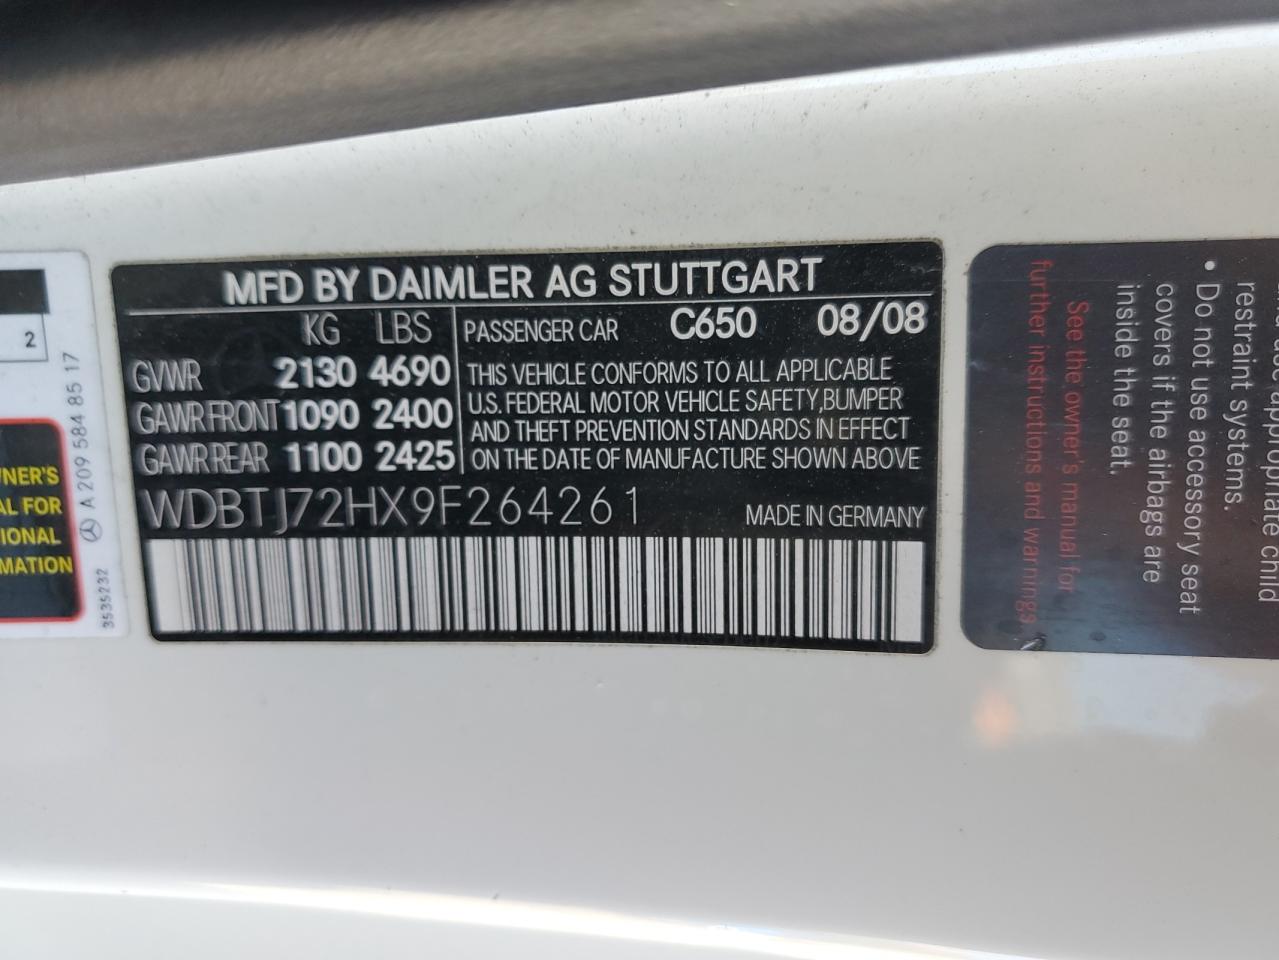 MFD BY DAIMLER AG STUTTGART
KG LBS
GVWR 2130 4690
GAWR FRONT 1090 2400
GAWR REAR 1100 2425
PASSENGER CAR C650 08/08
THIS VEHICLE CONFORMS TO ALL APPLICABLE
U.S. FEDERAL MOTOR VEHICLE SAFETY,BUMPER
AND THEFT PREVENTION STANDARDS IN EFFECT
ON THE DATE OF MANUFACTURE SHOWN ABOVE
WDBTJ72HX9F264261 MADE IN GERMANY
2
AL FOR
A 209 584 85 17
3535232
appropriate child
restraint systems.
• Do not use accessory seat
covers if the airbags are
inside the seat.
See the owner's manual for
further instructions and warnings.